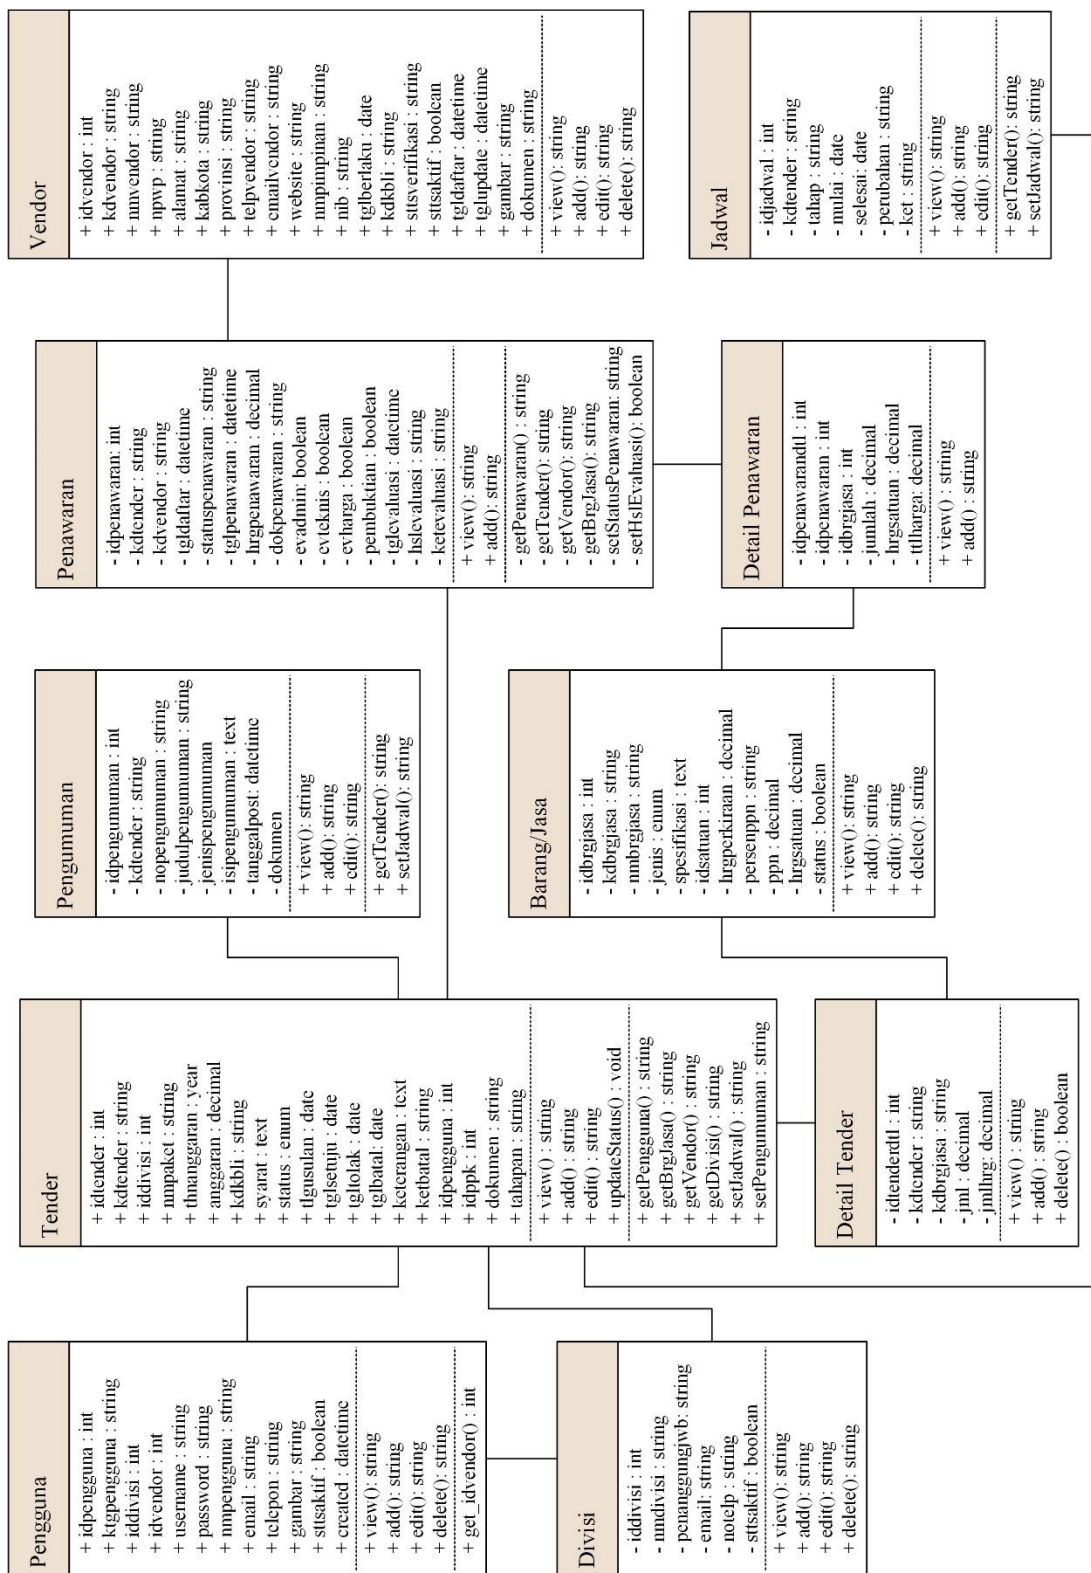 Pengguna
+ idpengguna : int
+ ktgpengguna : string
+ iddivisi : int
+ idvendor : int
+ username : string
+ password : string
+ nmpengguna : string
+ email : string
+ telepon : string
+ gambar : string
+ sttsaktif : boolean
+ created : datetime
+ view(): string
+ add(): string
+ edit(): string
+ delete(): string
+ get_idvendor() : int
Divisi
- iddivisi : int
- nmdivisi : string
- penanggungjwb: string
- email: string
- notelp : string
- sttsaktif : boolean
+ view(): string
+ add(): string
+ edit(): string
+ delete(): string
Tender
+ idtender : int
+ kdtender : string
+ iddivisi : int
+ nmpaket : string
+ thnanggaran : year
+ anggaran : decimal
+ kdkbli : string
+ syarat : text
+ status : enum
+ tlgusulan : date
+ tglsetuju : date
+ tgltolak : date
+ tglbatal : date
+ keterangan : text
+ ketbatal : string
+ idpengguna : int
+ idppk : int
+ dokumen : string
+ tahapan : string
+ view(): string
+ add() : string
+ edit() : string
+ updateStatus() : void
+ getPengguna() : string
+ getBrgJasa() : string
+ getVendor() : string
+ getDivisi() : string
+ setJadwal() : string
+ setPengumuman : string
Detail Tender
- idtenderdtl : int
- kdtender : string
- kdbrgjasa : string
- jml : decimal
- jmlhrg: decimal
+ view() : string
+ add() : string
+ delete() : boolean
Pengumuman
- idpengumuman : int
- kdtender : string
- nopengumuman : string
- judulpengumuman : string
- jenispengumuman
- isipengumuman : text
- tanggalpost: datetime
- dokumen
+ view(): string
+ add(): string
+ edit(): string
+ getTender(): string
+ setJadwal(): string
Barang/Jasa
- idbrgjasa : int
- kdbrgjasa : string
- nmbrgjasa : string
- jenis : enum
- spesifikasi : text
- idsatuan : int
- hrgperkiraan : decimal
- persenppn : string
- ppn : decimal
- hrgsatuan : decimal
- status : boolean
+ view(): string
+ add(): string
+ edit(): string
+ delete(): string
Penawaran
- idpenawaran: int
- kdtender : string
- kdvendor : string
- tgldaftar : datetime
- statuspenawaran : string
- tglpenawaran : datetime
- hrgpenawaran : decimal
- dokpenawaran : string
- evadmin: boolean
- evteknis : boolean
- evharga : boolean
- pembuktian : boolean
- tglevaluasi : datetime
- hslevaluasi : string
- ketevaluasi : string
+ view() : string
+ add(): string
- getPenawaran() : string
- getTender(): string
- getVendor(): string
- getBrgJasa(): string
- setStatusPenawaran: string
- setHslEvaluasi(): boolean
Detail Penawaran
- idpenawarandtl : int
- idpenawaran : int
- idbrgjasa : int
- jumlah : decimal
- hrgsatuan : decimal
- ttlharga: decimal
+ view() : string
+ add() : string
Vendor
+ idvendor : int
+ kdvendor : string
+ nmvendor : string
+ npwp : string
+ alamat : string
+ kabkota : string
+ provinsi : string
+ telpvendor : string
+ emailvendor : string
+ website : string
+ nmpimpinan : string
+ nib : string
+ tglberlaku : date
+ kdkbli : string
+ sttsverifikasi : string
+ sttsaktif : boolean
+ tgldaftar : datetime
+ tglupdate : datetime
+ gambar : string
+ dokumen : string
+ view(): string
+ add(): string
+ edit(): string
+ delete(): string
Jadwal
- idjadwal : int
- kdtender : string
- tahap : string
- mulai : date
- selesai: date
- perubahan : string
- ket : string
+ view(): string
+ add(): string
+ edit(): string
+ getTender(): string
+ setJadwal(): string